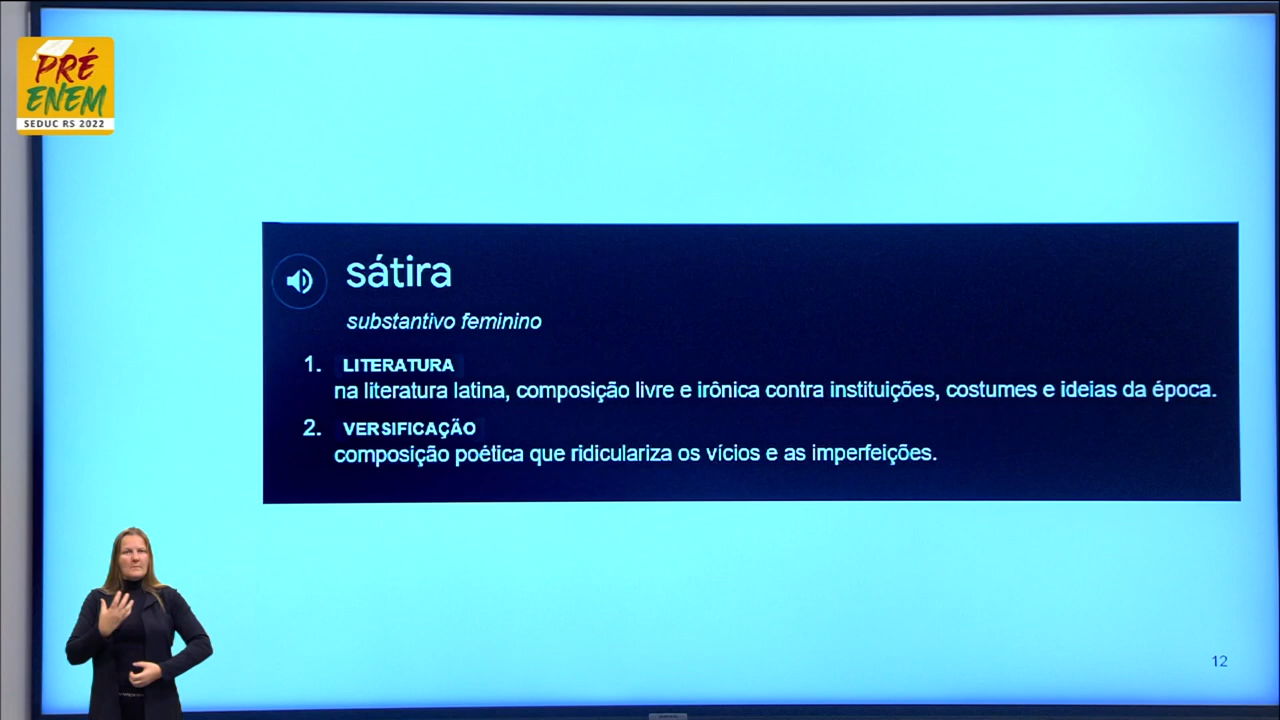 PRÉ
ENEM
SEDUC RS 2022
sátira
substantivo feminino
1. LITERATURA
na literatura latina, composição livre e irônica contra instituições, costumes e ideias da época.
2. VERSIFICAÇÃO
composição poética que ridiculariza os vícios e as imperfeições.
12